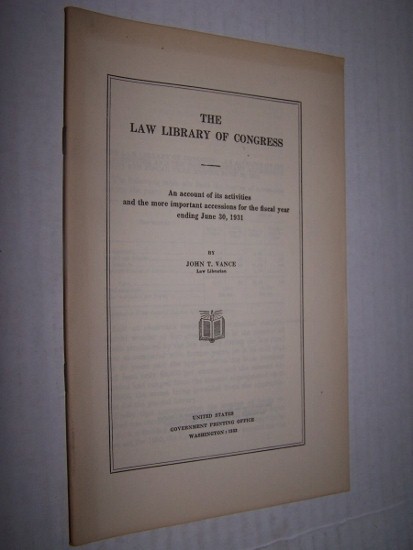 THE
LAW LIBRARY OF CONGRESS
An account of its activities
and the more important accessions for the fiscal year
ending June 30, 1931
BY
JOHN T. VANCE
Law Librarian
UNITED STATES
GOVERNMENT PRINTING OFFICE
WASHINGTON :